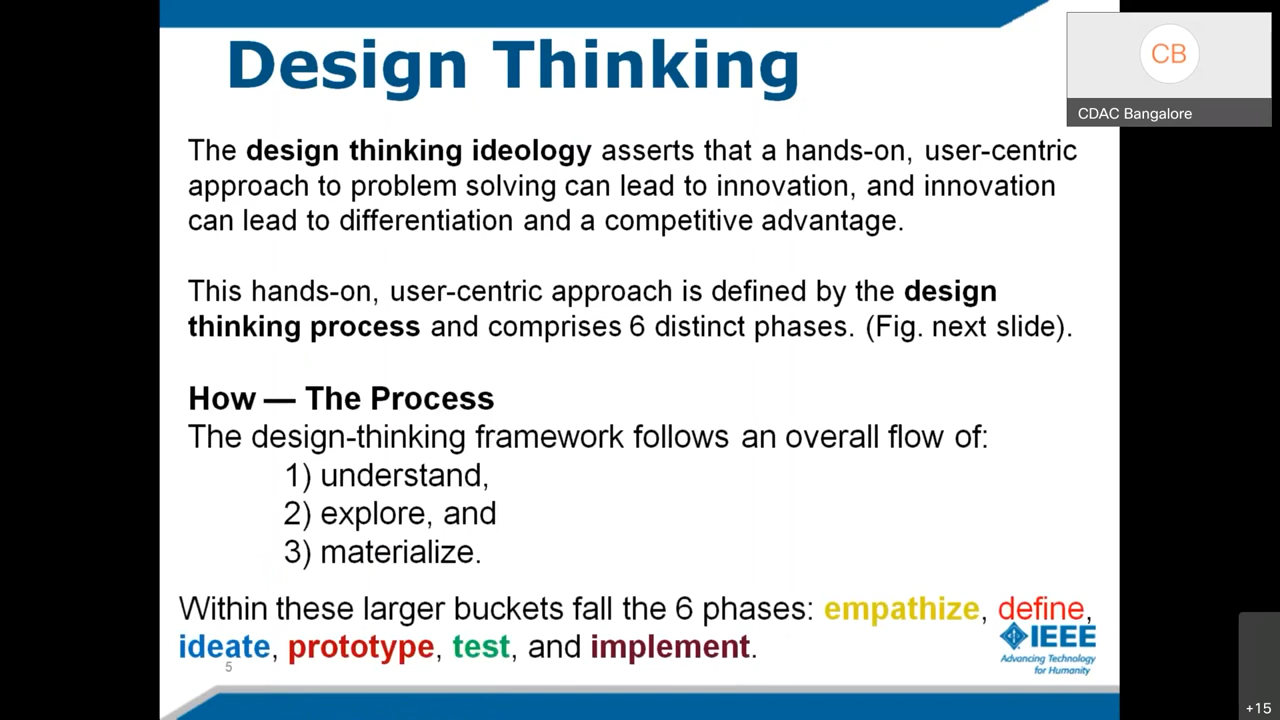 Design Thinking
CB
CDAC Bangalore
The design thinking ideology asserts that a hands-on, user-centric
approach to problem solving can lead to innovation, and innovation
can lead to differentiation and a competitive advantage.
This hands-on, user-centric approach is defined by the design
thinking process and comprises 6 distinct phases. (Fig. next slide).
How — The Process
The design-thinking framework follows an overall flow of:
1) understand,
2) explore, and
3) materialize.
Within these larger buckets fall the 6 phases: empathize, define,
ideate, prototype, test, and implement.
5
IEEE
Advancing Technology
for Humanity
+15